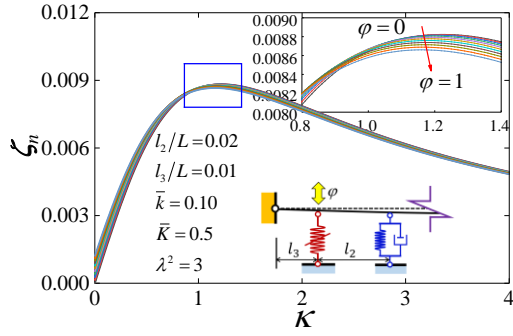 0.012
0.009
0.006
0.003
0.000
ζₙ
0 1 2 3 4
κ
l₂/L = 0.02
l₃/L = 0.01
k̅ = 0.10
K̅ = 0.5
λ² = 3
0.0090
0.0088
0.0086
0.0084
0.0082
0.0080
0.8 1.0 1.2 1.4
φ=0
φ=1
φ
l₃ l₂